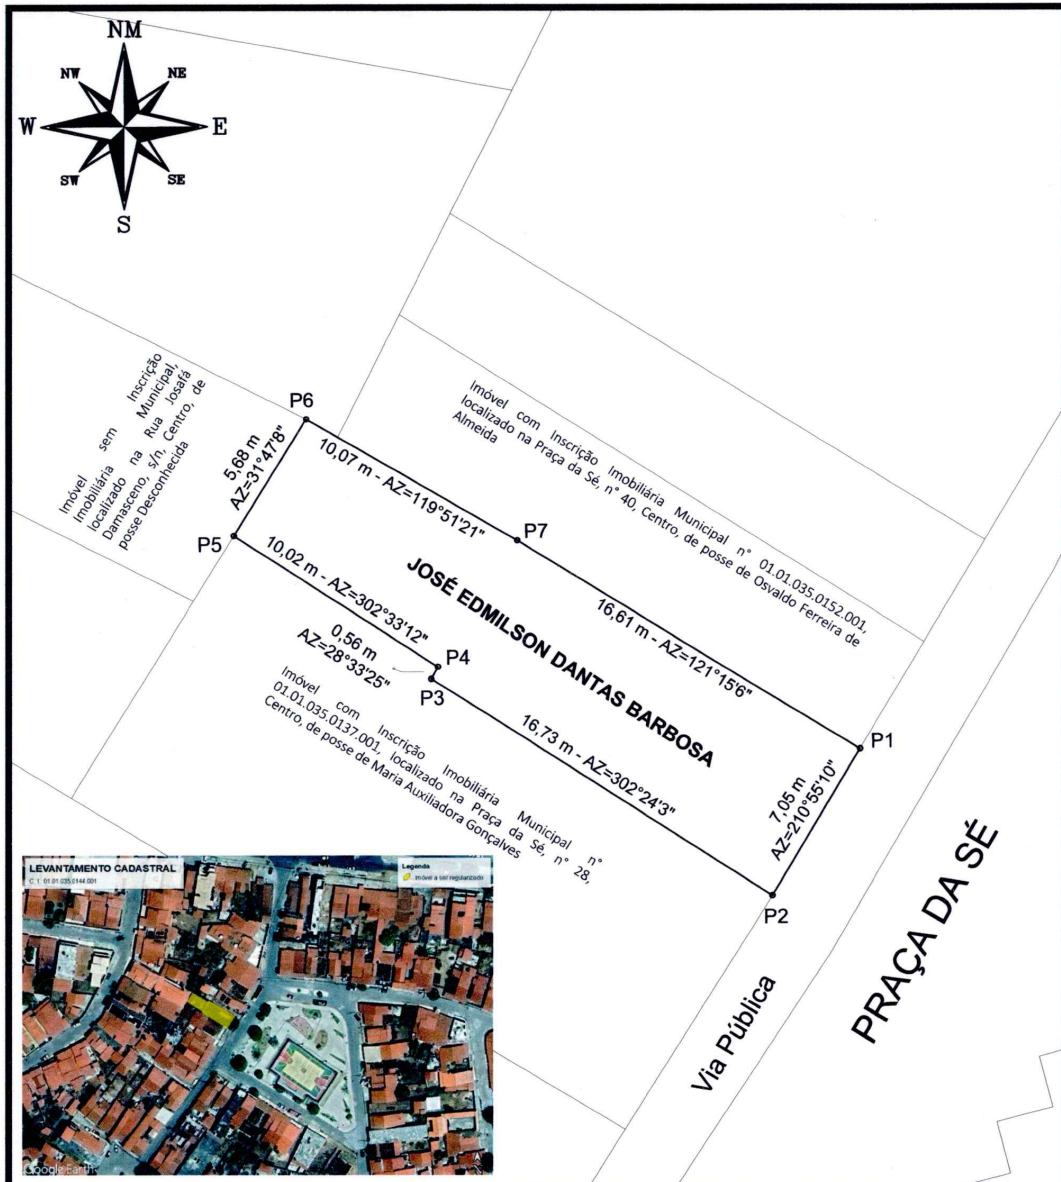 NM
NW
NE
W
E
SW
SE
S
Imóvel sem Inscrição
Imobiliária Municipal,
localizado na Rua Josafá
Damasceno, s/n, Centro, de
posse Desconhecida
Imóvel com Inscrição Imobiliária Municipal n° 01.01.035.0152.001,
localizado na Praça da Sé, n° 40, Centro, de posse de Osvaldo Ferreira de
Almeida
P6
5,68 m
AZ=31°47'8"
10,07 m - AZ=119°51'21"
P7
P5
10,02 m - AZ=302°33'12"
JOSÉ EDMILSON DANTAS BARBOSA
16,61 m - AZ=121°15'6"
0,56 m
AZ=28°33'25"
P4
P3
Imóvel com Inscrição Imobiliária Municipal n°
01.01.035.0137.001, localizado na Praça da Sé, n° 28,
Centro, de posse de Maria Auxiliadora Gonçalves
16,73 m - AZ=302°24'3"
P1
7,05 m
AZ=210°55'10"
P2
PRAÇA DA SÉ
Via Pública
LEVANTAMENTO CADASTRAL
C. I. 01.01.035.0144.001
Legenda
Imóvel a ser regularizado
Google Earth